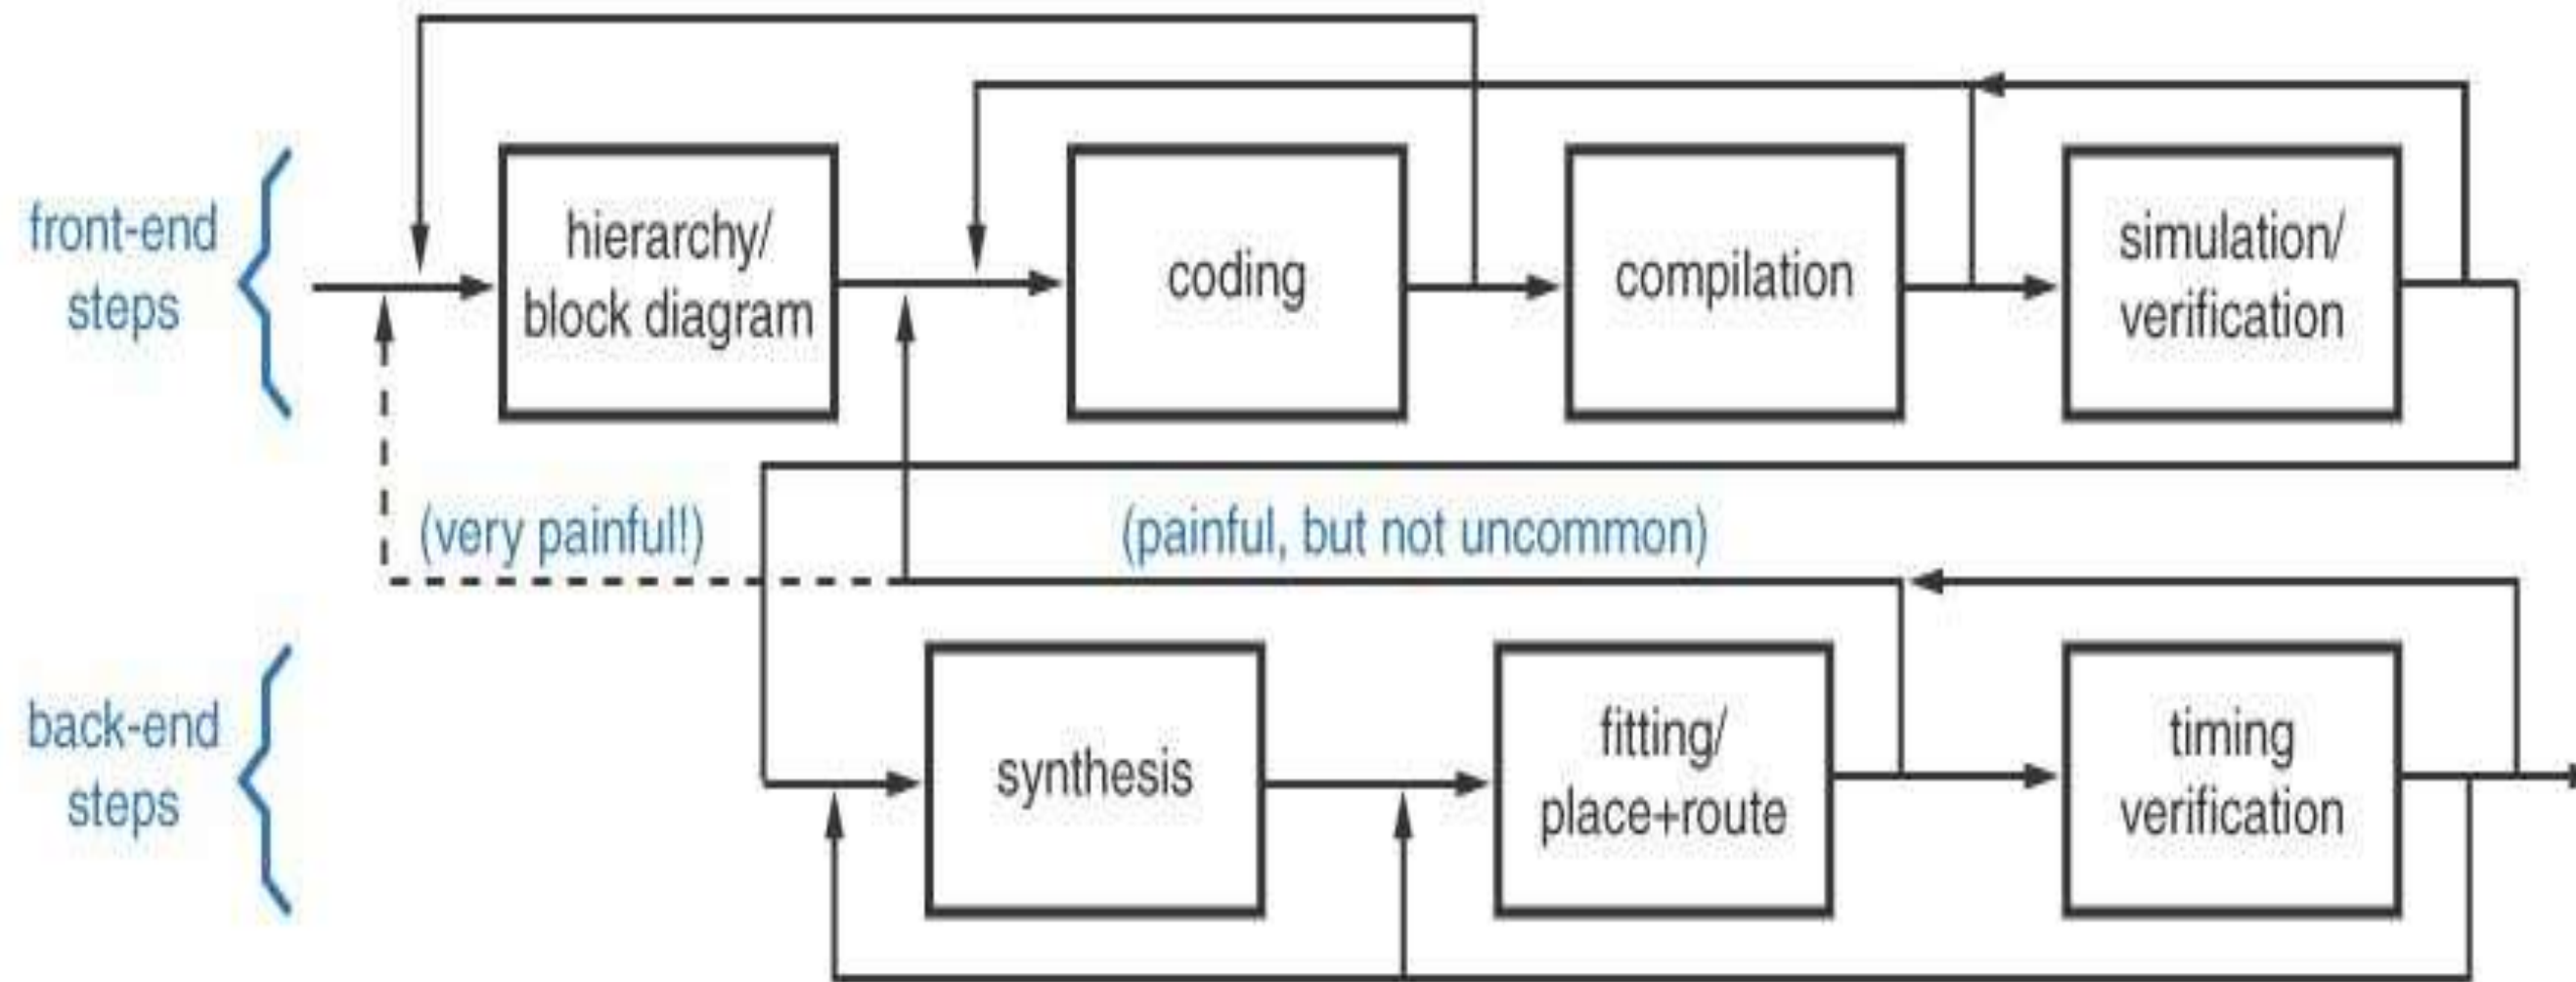 front-end
steps
hierarchy/
block diagram
coding
compilation
simulation/
verification
(very painful!)
(painful, but not uncommon)
back-end
steps
synthesis
fitting/
place+route
timing
verification